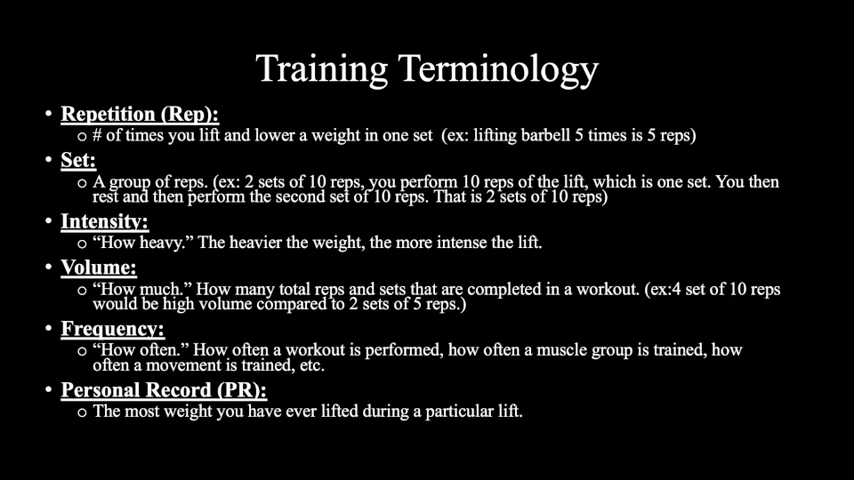 Training Terminology
• Repetition (Rep):
o # of times you lift and lower a weight in one set (ex: lifting barbell 5 times is 5 reps)
• Set:
o A group of reps. (ex: 2 sets of 10 reps, you perform 10 reps of the lift, which is one set. You then
rest and then perform the second set of 10 reps. That is 2 sets of 10 reps)
• Intensity:
o “How heavy.” The heavier the weight, the more intense the lift.
• Volume:
o “How much.” How many total reps and sets that are completed in a workout. (ex:4 set of 10 reps
would be high volume compared to 2 sets of 5 reps.)
• Frequency:
o “How often.” How often a workout is performed, how often a muscle group is trained, how
often a movement is trained, etc.
• Personal Record (PR):
o The most weight you have ever lifted during a particular lift.